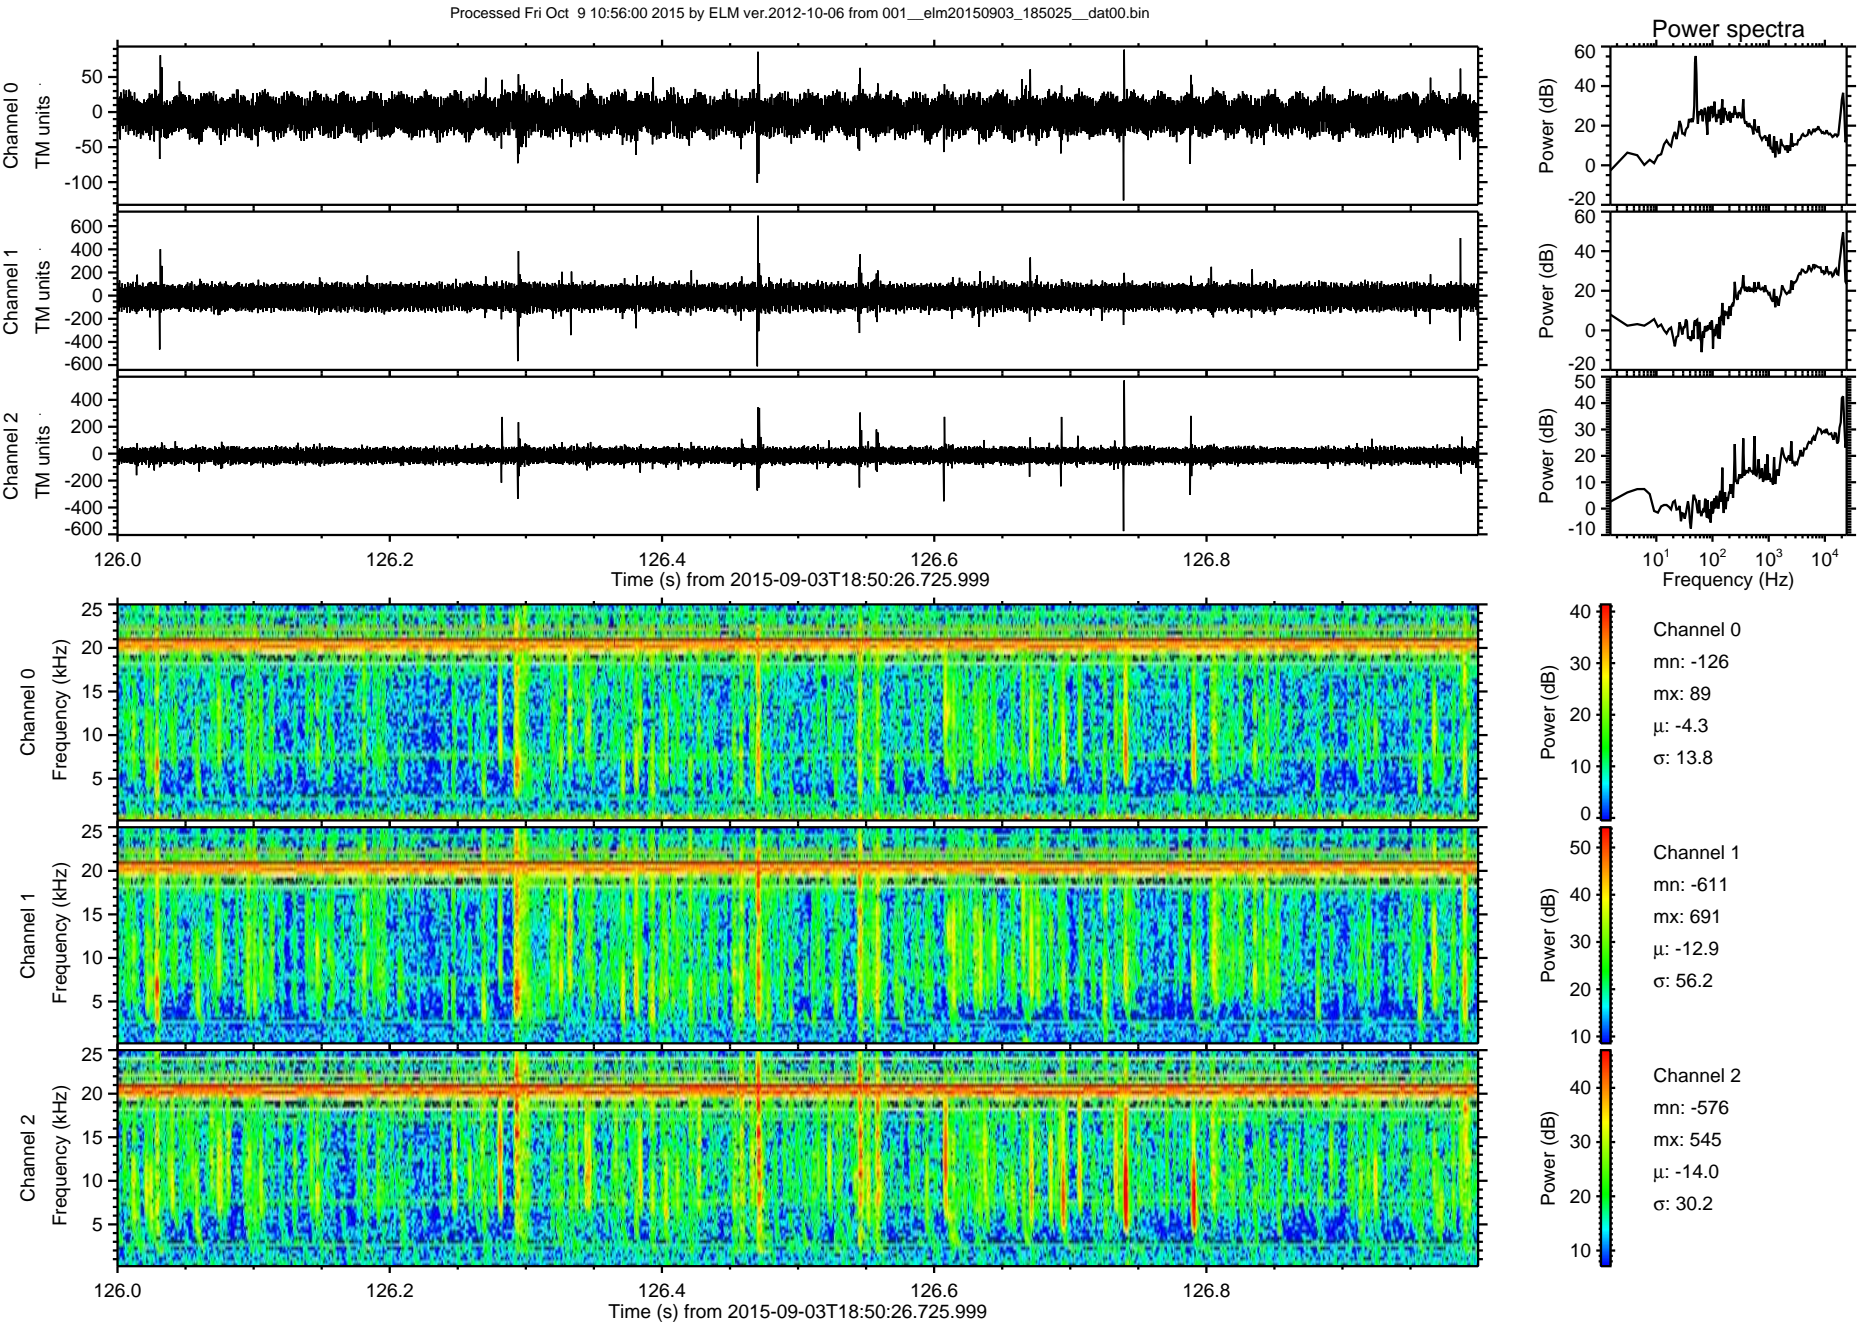 Processed Fri Oct  9 10:56:00 2015 by ELM ver.2012-10-06 from 001__elm20150903_185025__dat00.bin
Power spectra
Channel 0
TM units
50
0
-50
-100
Power (dB)
60
40
20
0
-20
Channel 1
TM units
600
400
200
0
-200
-400
-600
Power (dB)
60
40
20
0
-20
Channel 2
TM units
400
200
0
-200
-400
-600
Power (dB)
50
40
30
20
10
0
-10
126.0 126.2 126.4 126.6 126.8
Time (s) from 2015-09-03T18:50:26.725.999
10^1 10^2 10^3 10^4
Frequency (Hz)
Channel 0
Frequency (kHz)
25
20
15
10
5
Power (dB)
40
30
20
10
0
Channel 0
mn: -126
mx: 89
μ: -4.3
σ: 13.8
Channel 1
Frequency (kHz)
25
20
15
10
5
Power (dB)
50
40
30
20
10
Channel 1
mn: -611
mx: 691
μ: -12.9
σ: 56.2
Channel 2
Frequency (kHz)
25
20
15
10
5
Power (dB)
40
30
20
10
Channel 2
mn: -576
mx: 545
μ: -14.0
σ: 30.2
126.0 126.2 126.4 126.6 126.8
Time (s) from 2015-09-03T18:50:26.725.999